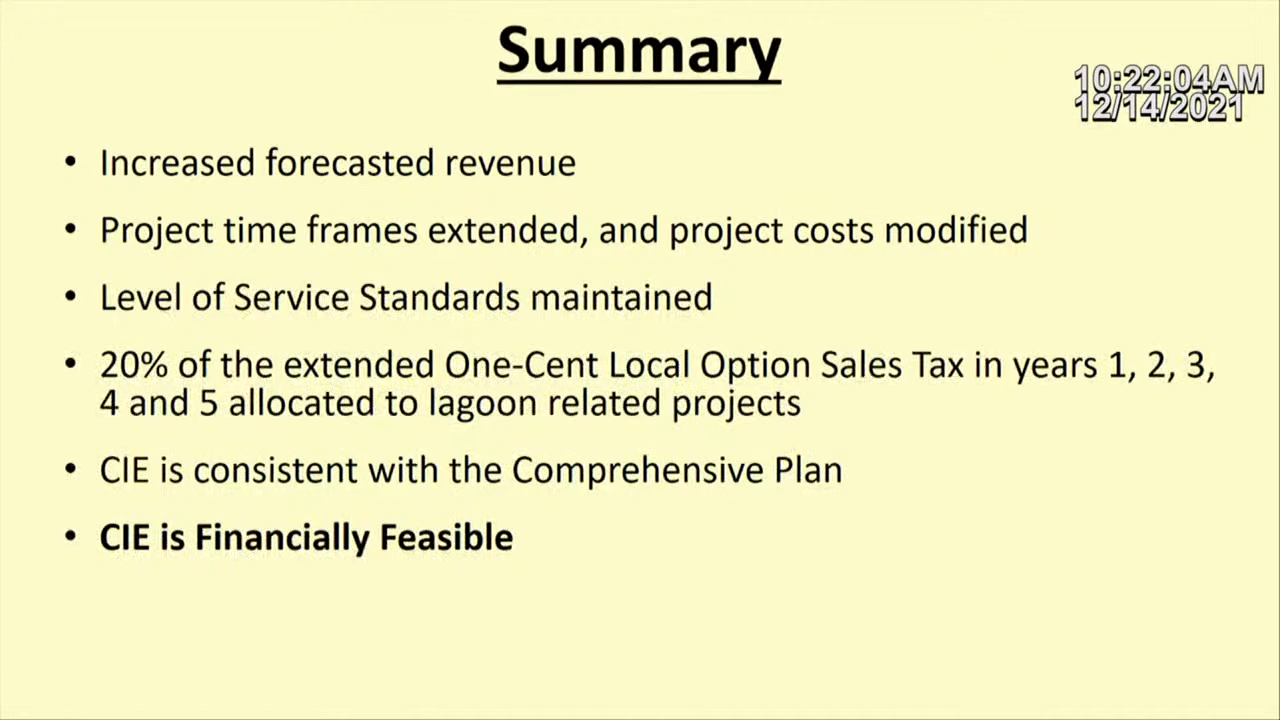 Summary
10:22:04AM
12/14/2021
• Increased forecasted revenue
• Project time frames extended, and project costs modified
• Level of Service Standards maintained
• 20% of the extended One-Cent Local Option Sales Tax in years 1, 2, 3,
4 and 5 allocated to lagoon related projects
• CIE is consistent with the Comprehensive Plan
• CIE is Financially Feasible